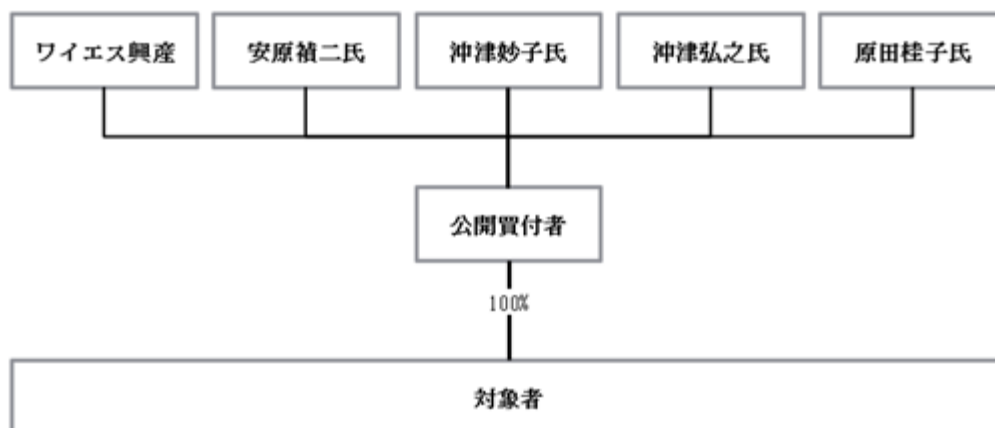 ワイエス興産
安原禎二氏
沖津妙子氏
沖津弘之氏
原田桂子氏
公開買付者
100%
対象者